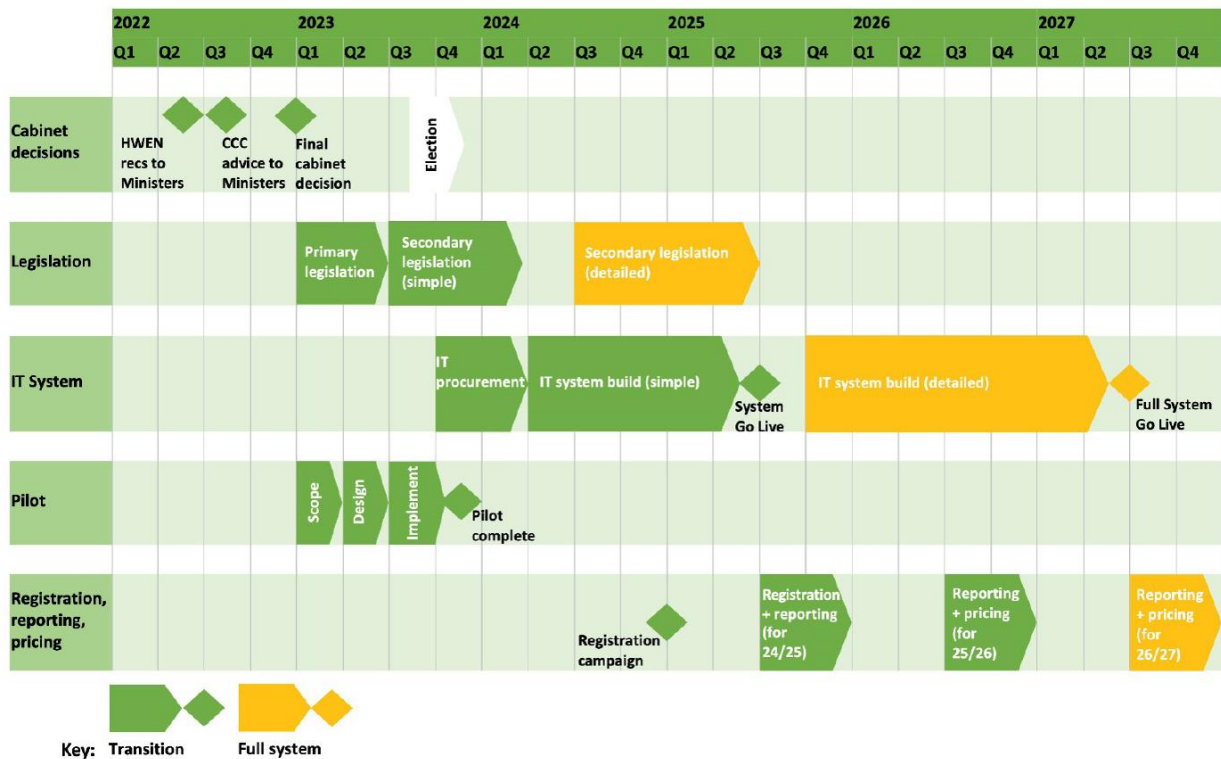 2022 2023 2024 2025 2026 2027
Q1 Q2 Q3 Q4 Q1 Q2 Q3 Q4 Q1 Q2 Q3 Q4 Q1 Q2 Q3 Q4 Q1 Q2 Q3 Q4 Q1 Q2 Q3 Q4
Cabinet
decisions
HWEN
recs to
Ministers
CCC
advice to
Ministers
Final
cabinet
decision
Election
Legislation
Primary
legislation
Secondary
legislation
(simple)
Secondary legislation
(detailed)
IT System
IT
procurement
IT system build (simple)
System
Go Live
IT system build (detailed)
Full System
Go Live
Pilot
Scope
Design
Implement
Pilot
complete
Registration,
reporting,
pricing
Registration
campaign
Registration
+ reporting
(for
24/25)
Reporting
+ pricing
(for
25/26)
Reporting
+ pricing
(for
26/27)
Key: Transition Full system